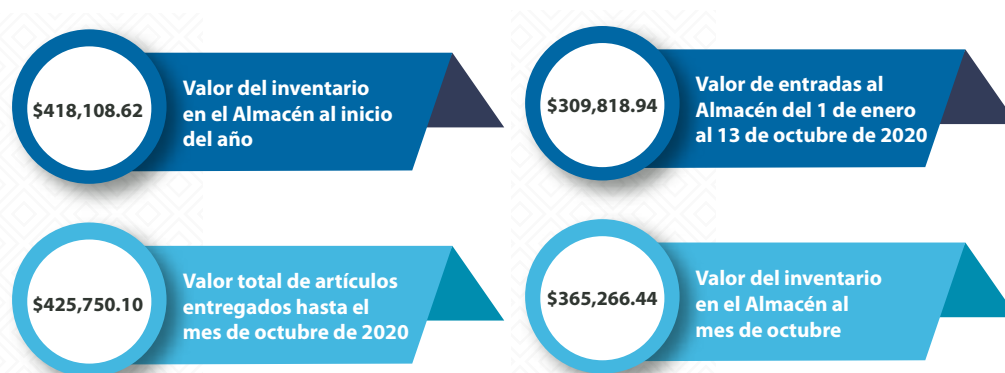 $418,108.62
Valor del inventario
en el Almacén al inicio
del año
$309,818.94
Valor de entradas al
Almacén del 1 de enero
al 13 de octubre de 2020
$425,750.10
Valor total de artículos
entregados hasta el
mes de octubre de 2020
$365,266.44
Valor del inventario
en el Almacén al
mes de octubre